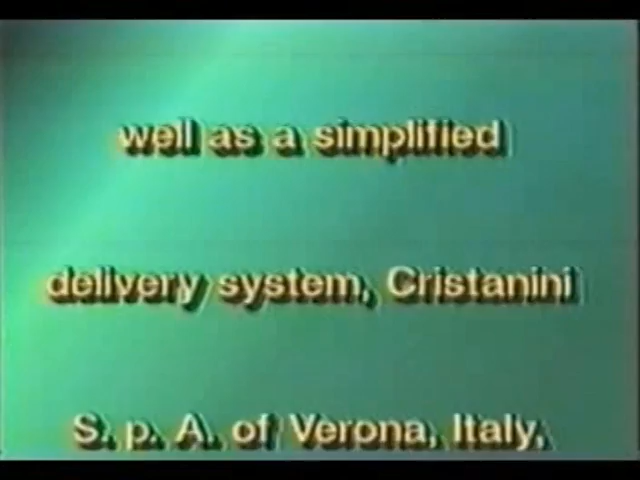 well as a simplified
delivery system, Cristanini
S. p. A. of Verona, Italy,